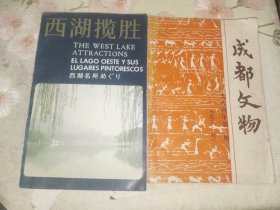 西湖揽胜
THE WEST LAKE
ATTRACTIONS
EL LAGO OESTE Y SUS
LUGARES PINTORESCOS
西湖名所めぐり
成都文物